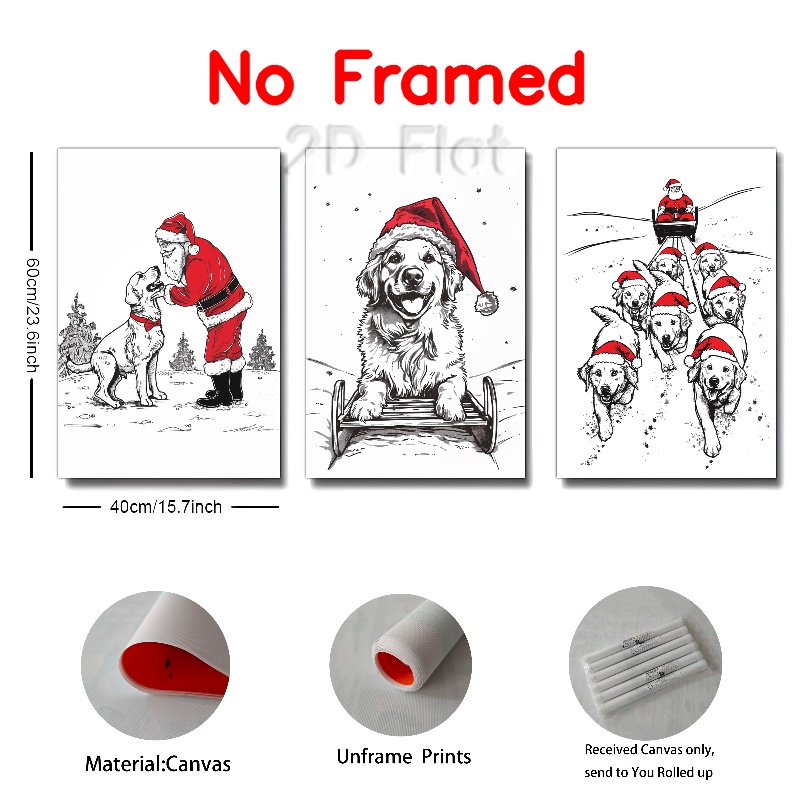 No Framed
2D Flat
60cm/23.6inch
40cm/15.7inch
Material:Canvas
Unframe Prints
Received Canvas only,
send to You Rolled up